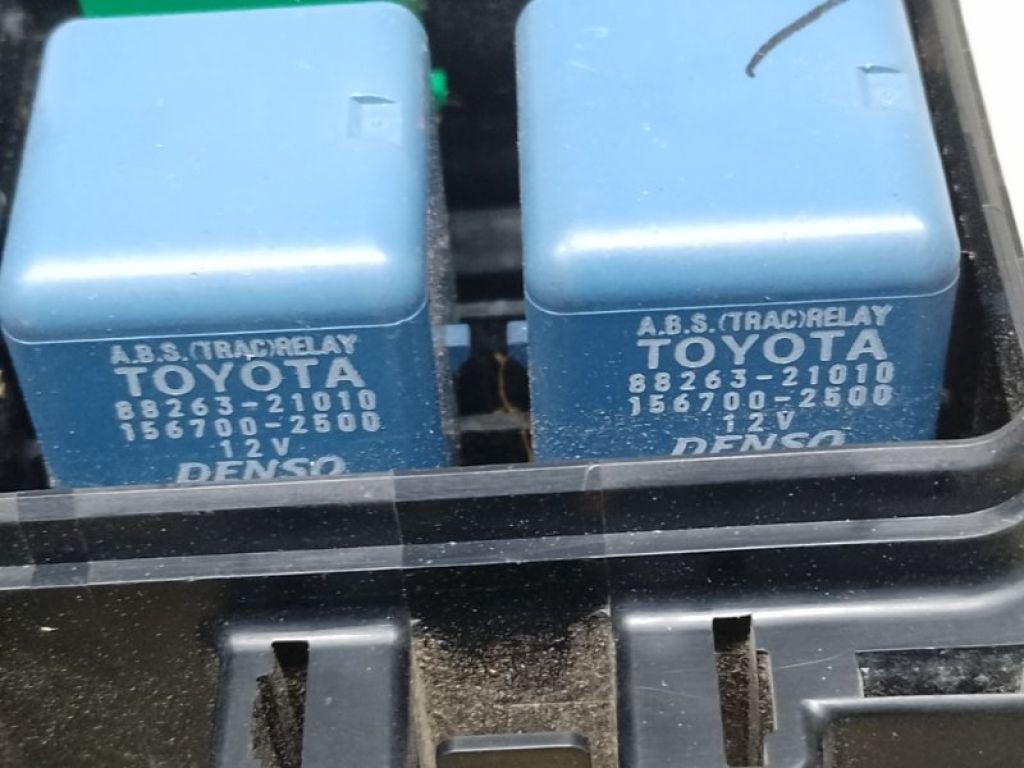 A.B.S.(TRAC)RELAY
TOYOTA
88263-21010
156700-2500
12V
DENSO
A.B.S.(TRAC)RELAY
TOYOTA
88263-21010
156700-2500
12V
DENSO